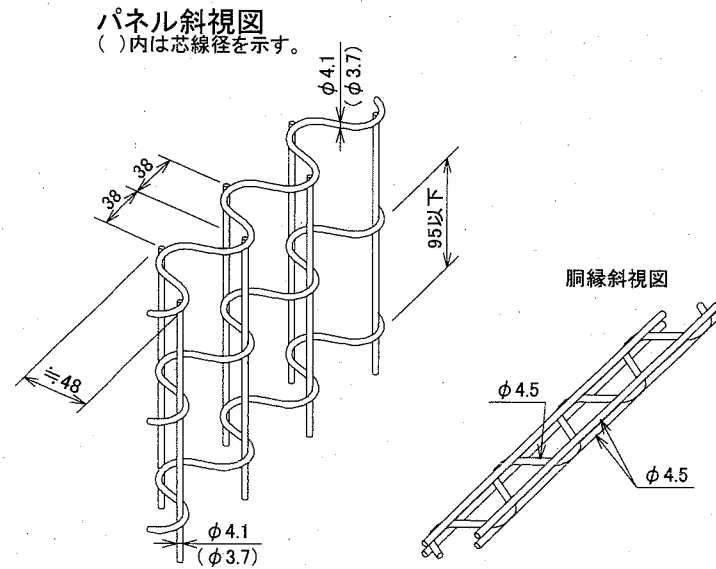 パネル斜視図
( )内は芯線径を示す。
φ4.1
(φ3.7)
38
38
95以下
≒48
φ4.1
(φ3.7)
胴縁斜視図
φ4.5
φ4.5